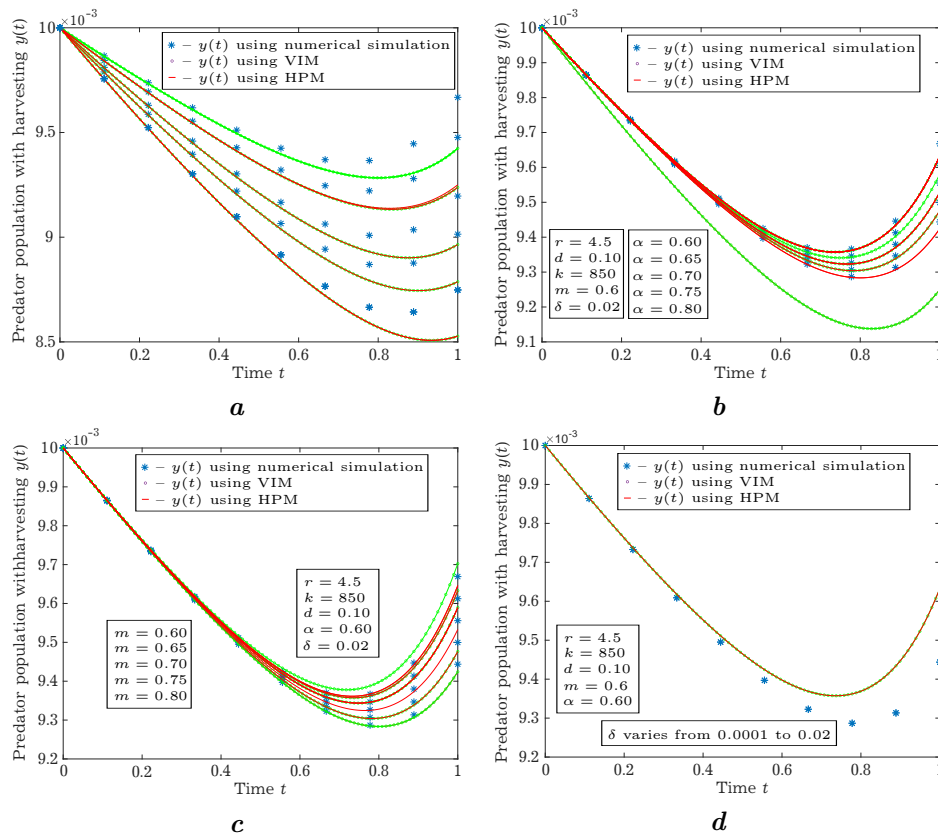 ×10⁻³
Predator population with harvesting y(t)
10
9.5
9
8.5
0
0.2
0.4
0.6
0.8
1
Time t
– y(t) using numerical simulation
– y(t) using VIM
– y(t) using HPM
a
×10⁻³
Predator population with harvesting y(t)
10
9.8
9.6
9.4
9.3
9.2
9.1
0
0.2
0.4
0.6
0.8
1
Time t
– y(t) using numerical simulation
– y(t) using VIM
– y(t) using HPM
r = 4.5
d = 0.10
k = 850
m = 0.6
δ = 0.02
α = 0.60
α = 0.65
α = 0.70
α = 0.75
α = 0.80
b
×10⁻³
Predator population withharvesting y(t)
10
9.9
9.8
9.7
9.6
9.5
9.4
9.3
9.2
0
0.2
0.4
0.6
0.8
1
Time t
– y(t) using numerical simulation
– y(t) using VIM
– y(t) using HPM
r = 4.5
k = 850
d = 0.10
α = 0.60
δ = 0.02
m = 0.60
m = 0.65
m = 0.70
m = 0.75
m = 0.80
c
×10⁻³
Predator population with harvesting y(t)
10
9.9
9.8
9.7
9.6
9.5
9.4
9.3
9.2
0
0.2
0.4
0.6
0.8
1
Time t
– y(t) using numerical simulation
– y(t) using VIM
– y(t) using HPM
r = 4.5
k = 850
d = 0.10
m = 0.6
α = 0.60
δ varies from 0.0001 to 0.02
d